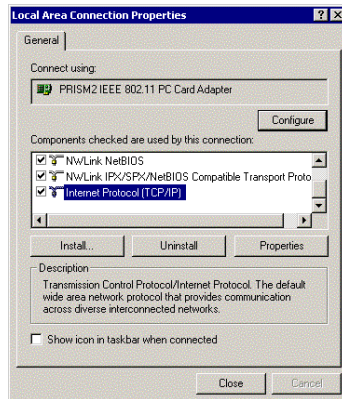 Local Area Connection Properties
General
Connect using:
PRISM2 IEEE 802.11 PC Card Adapter
Configure
Components checked are used by this connection:
NWLink NetBIOS
NWLink IPX/SPX/NetBIOS Compatible Transport Proto
Internet Protocol (TCP/IP)
Install... Uninstall Properties
Description
Transmission Control Protocol/Internet Protocol. The default
wide area network protocol that provides communication
across diverse interconnected networks.
Show icon in taskbar when connected
Close Cancel